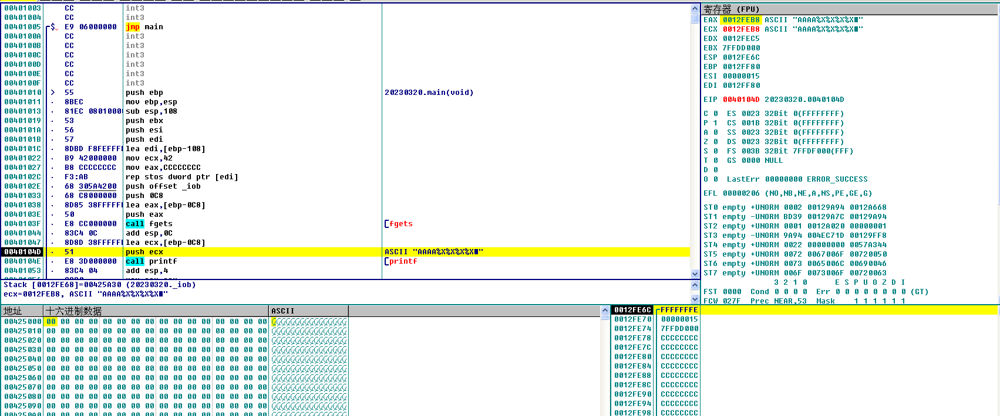 00401003 CC int3
00401004 CC int3
00401005 $ E9 06000000 jmp main
0040100A CC int3
0040100B CC int3
0040100C CC int3
0040100D CC int3
0040100E CC int3
0040100F CC int3
00401010 > 55 push ebp 20230320.main(void)
00401011 . 8BEC mov ebp,esp
00401013 . 81EC 0801000 sub esp,108
00401019 . 53 push ebx
0040101A . 56 push esi
0040101B . 57 push edi
0040101C . 8DBD F8FEFFF lea edi,[ebp-108]
00401022 . B9 42000000 mov ecx,42
00401027 . B8 CCCCCCCC mov eax,CCCCCCCC
0040102C . F3:AB rep stos dword ptr [edi]
0040102E . 68 305A4200 push offset _iob
00401033 . 68 C8000000 push 0C8
00401038 . 8D85 38FFFFF lea eax,[ebp-0C8]
0040103E . 50 push eax
0040103F . E8 CC000000 call fgets [fgets
00401044 . 83C4 0C add esp,0C
00401047 . 8D8D 38FFFFF lea ecx,[ebp-0C8]
0040104D . 51 push ecx ASCII "AAAA%X%X%X%X■"
0040104E . E8 3D000000 call printf [printf
00401053 . 83C4 04 add esp,4
Stack [0012FE68]=00425A30 (20230320._iob)
ecx=0012FEB8, ASCII "AAAA%X%X%X%X■"
寄存器 (FPU)
EAX 0012FEB8 ASCII "AAAA%X%X%X%X■"
ECX 0012FEB8 ASCII "AAAA%X%X%X%X■"
EDX 0012FEC5
EBX 7FFDD000
ESP 0012FE6C
EBP 0012FF80
ESI 00000015
EDI 0012FF80
EIP 0040104D 20230320.0040104D
C 0 ES 0023 32Bit 0(FFFFFFFF)
P 1 CS 001B 32Bit 0(FFFFFFFF)
A 0 SS 0023 32Bit 0(FFFFFFFF)
Z 0 DS 0023 32Bit 0(FFFFFFFF)
S 0 FS 003B 32Bit 7FFDF000(FFF)
T 0 GS 0000 NULL
D 0
O 0 LastErr 00000000 ERROR_SUCCESS
EFL 00000206 (NO,NB,NE,A,NS,PE,GE,G)
ST0 empty +UNORM 0002 00129A94 0012A668
ST1 empty -UNORM BD39 00129A7C 00129A94
ST2 empty +UNORM 0001 0012A020 00000001
ST3 empty -UNORM 9A94 004EC71D 00129FF8
ST4 empty +UNORM 0022 00000000 0057A344
ST5 empty +UNORM 0072 0067006F 00720050
ST6 empty +UNORM 0073 0065006C 00690046
ST7 empty +UNORM 006F 0073006F 00720063
3 2 1 0 E S P U O Z D I
FST 0000 Cond 0 0 0 0 Err 0 0 0 0 0 0 0 0 (GT)
FCW 027F Prec NEAR,53 Mask 1 1 1 1 1 1
地址 十六进制数据 ASCII
00425000 00 00 00 00 00 00 00 00 00 00 00 00 00 00 00 00
00425010 00 00 00 00 00 00 00 00 00 00 00 00 00 00 00 00
00425020 00 00 00 00 00 00 00 00 00 00 00 00 00 00 00 00
00425030 00 00 00 00 00 00 00 00 00 00 00 00 00 00 00 00
00425040 00 00 00 00 00 00 00 00 00 00 00 00 00 00 00 00
00425050 00 00 00 00 00 00 00 00 00 00 00 00 00 00 00 00
00425060 00 00 00 00 00 00 00 00 00 00 00 00 00 00 00 00
00425070 00 00 00 00 00 00 00 00 00 00 00 00 00 00 00 00
00425080 00 00 00 00 00 00 00 00 00 00 00 00 00 00 00 00
00425090 00 00 00 00 00 00 00 00 00 00 00 00 00 00 00 00
004250A0 00 00 00 00 00 00 00 00 00 00 00 00 00 00 00 00
0012FE6C FFFFFFFE
0012FE70 00000015
0012FE74 7FFDD000
0012FE78 CCCCCCCC
0012FE7C CCCCCCCC
0012FE80 CCCCCCCC
0012FE84 CCCCCCCC
0012FE88 CCCCCCCC
0012FE8C CCCCCCCC
0012FE90 CCCCCCCC
0012FE94 CCCCCCCC
0012FE98 CCCCCCCC